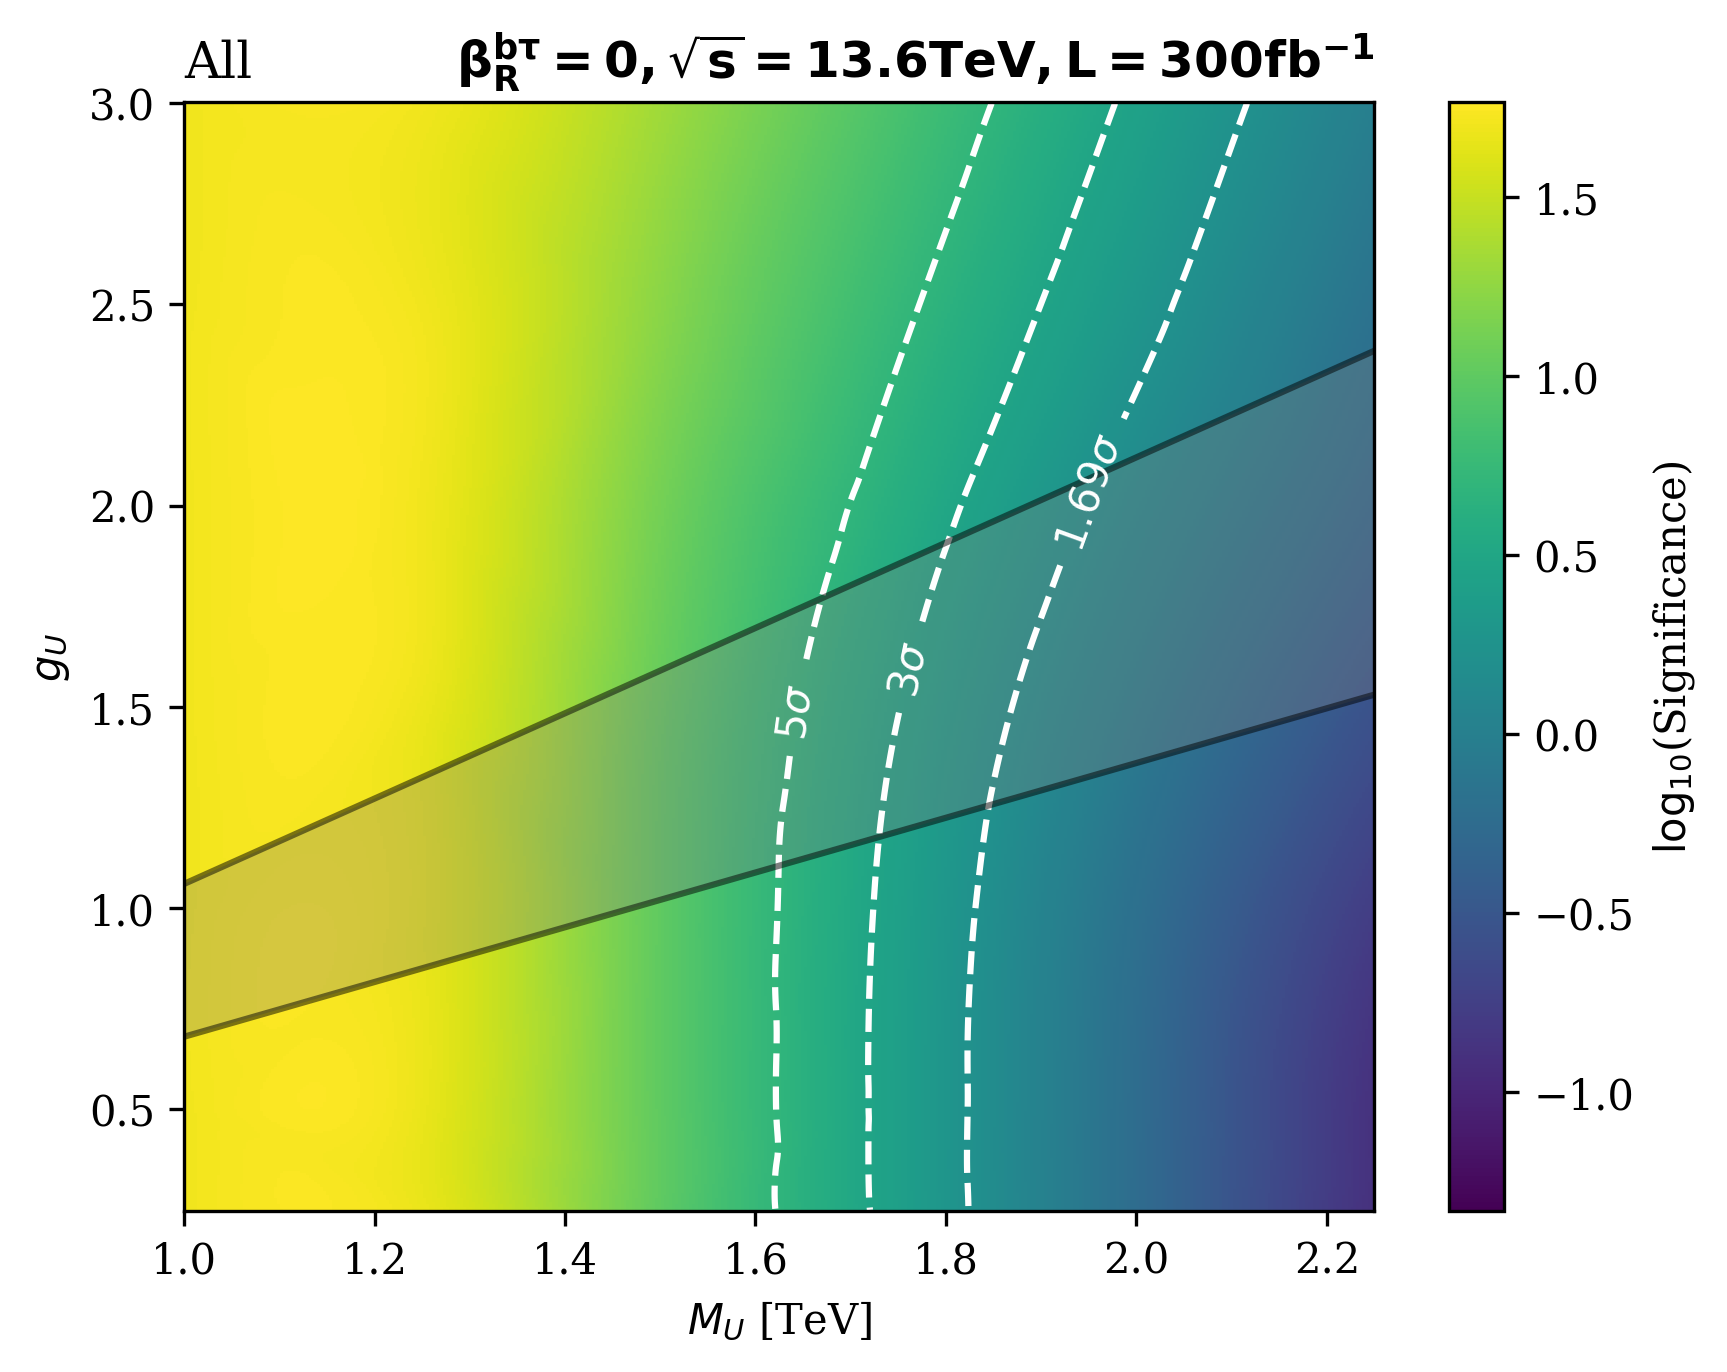 All
β_R^{bτ} = 0, √s = 13.6TeV, L = 300fb⁻¹
3.0
2.5
2.0
1.5
1.0
0.5
g_U
5σ
3σ
1.69σ
1.0 1.2 1.4 1.6 1.8 2.0 2.2
M_U [TeV]
1.5
1.0
0.5
0.0
−0.5
−1.0
log₁₀(Significance)